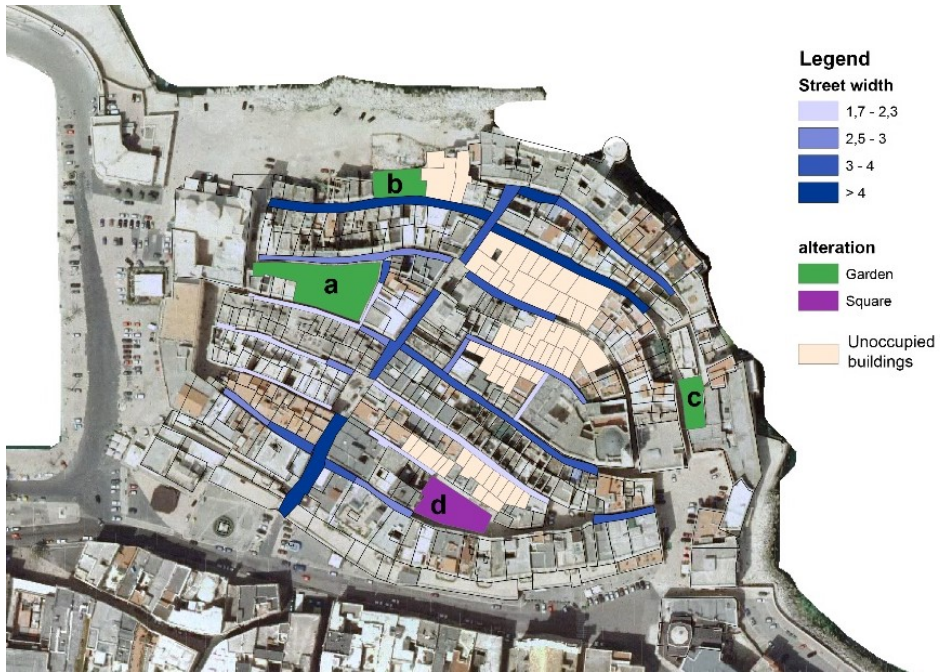 Legend
Street width
1,7 - 2,3
2,5 - 3
3 - 4
> 4
alteration
Garden
Square
Unoccupied
buildings
b
a
c
d